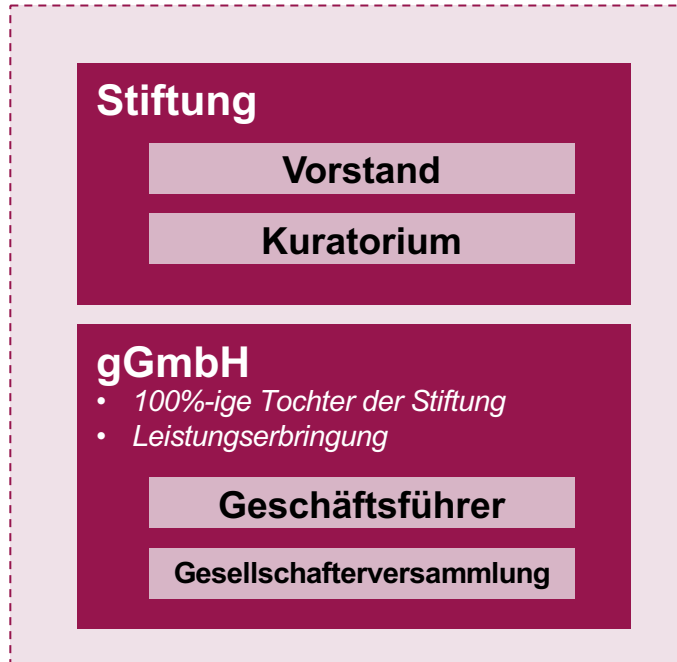 Stiftung
Vorstand
Kuratorium
gGmbH
• 100%-ige Tochter der Stiftung
• Leistungserbringung
Geschäftsführer
Gesellschafterversammlung